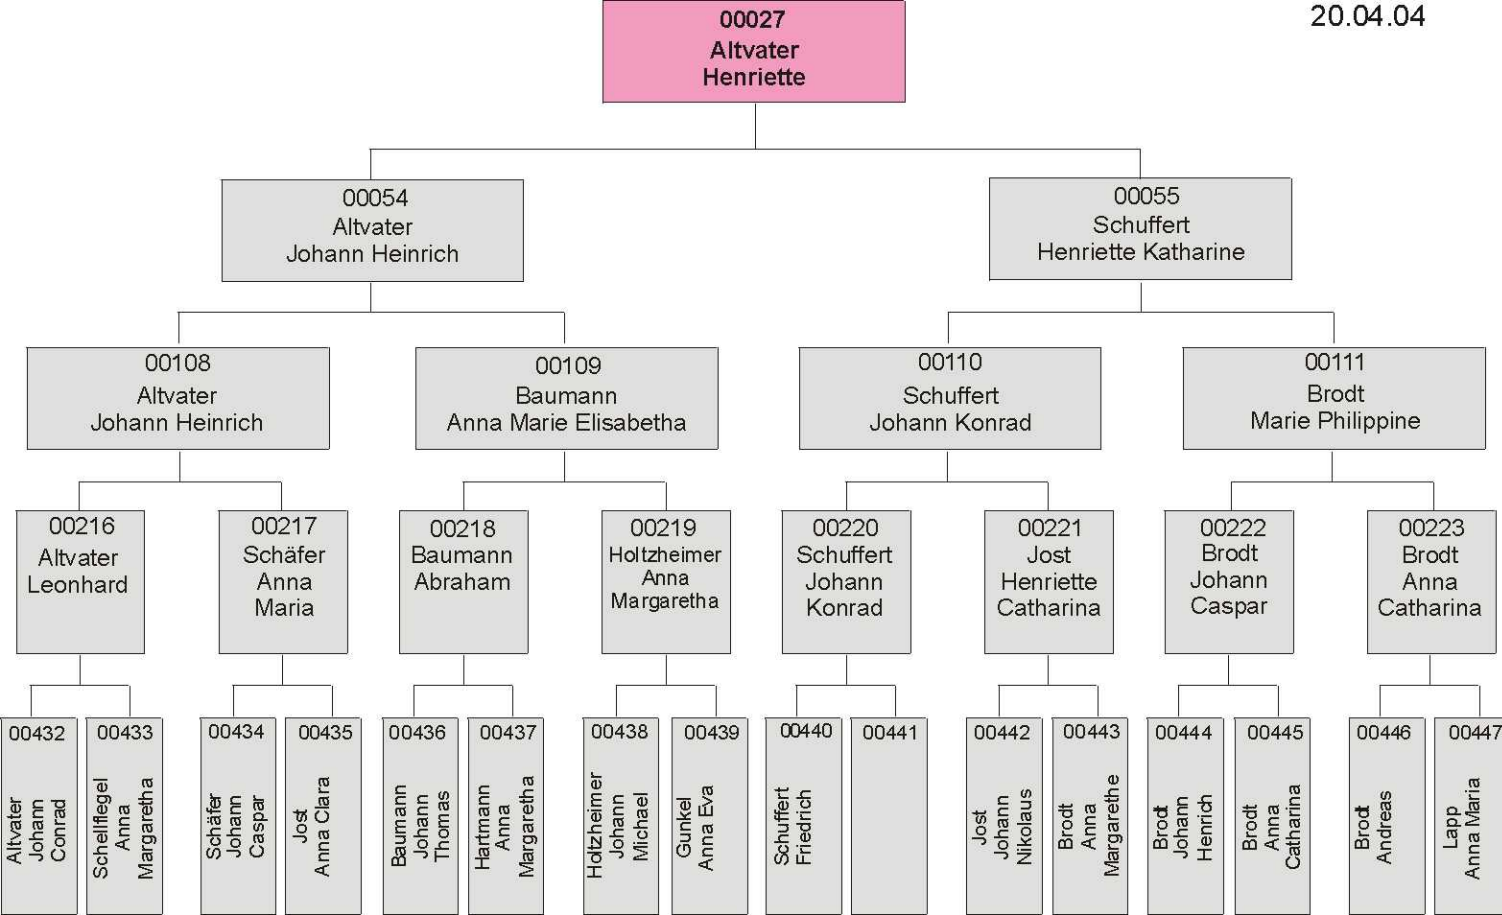 20.04.04
00027
Altvater
Henriette
00054
Altvater
Johann Heinrich
00055
Schuffert
Henriette Katharine
00108
Altvater
Johann Heinrich
00109
Baumann
Anna Marie Elisabetha
00110
Schuffert
Johann Konrad
00111
Brodt
Marie Philippine
00216
Altvater
Leonhard
00217
Schäfer
Anna
Maria
00218
Baumann
Abraham
00219
Holtzheimer
Anna
Margaretha
00220
Schuffert
Johann
Konrad
00221
Jost
Henriette
Catharina
00222
Brodt
Johann
Caspar
00223
Brodt
Anna
Catharina
00432
Altvater
Johann
Conrad
00433
Schellflegel
Anna
Margaretha
00434
Schäfer
Johann
Caspar
00435
Jost
Anna Clara
00436
Baumann
Johann
Thomas
00437
Hartmann
Anna
Margaretha
00438
Holtzheimer
Johann
Michael
00439
Gunkel
Anna Eva
00440
Schuffert
Friedrich
00441
00442
Jost
Johann
Nikolaus
00443
Brodt
Anna
Margarethe
00444
Brodt
Johann
Henrich
00445
Brodt
Anna
Catharina
00446
Brodt
Andreas
00447
Lapp
Anna Maria